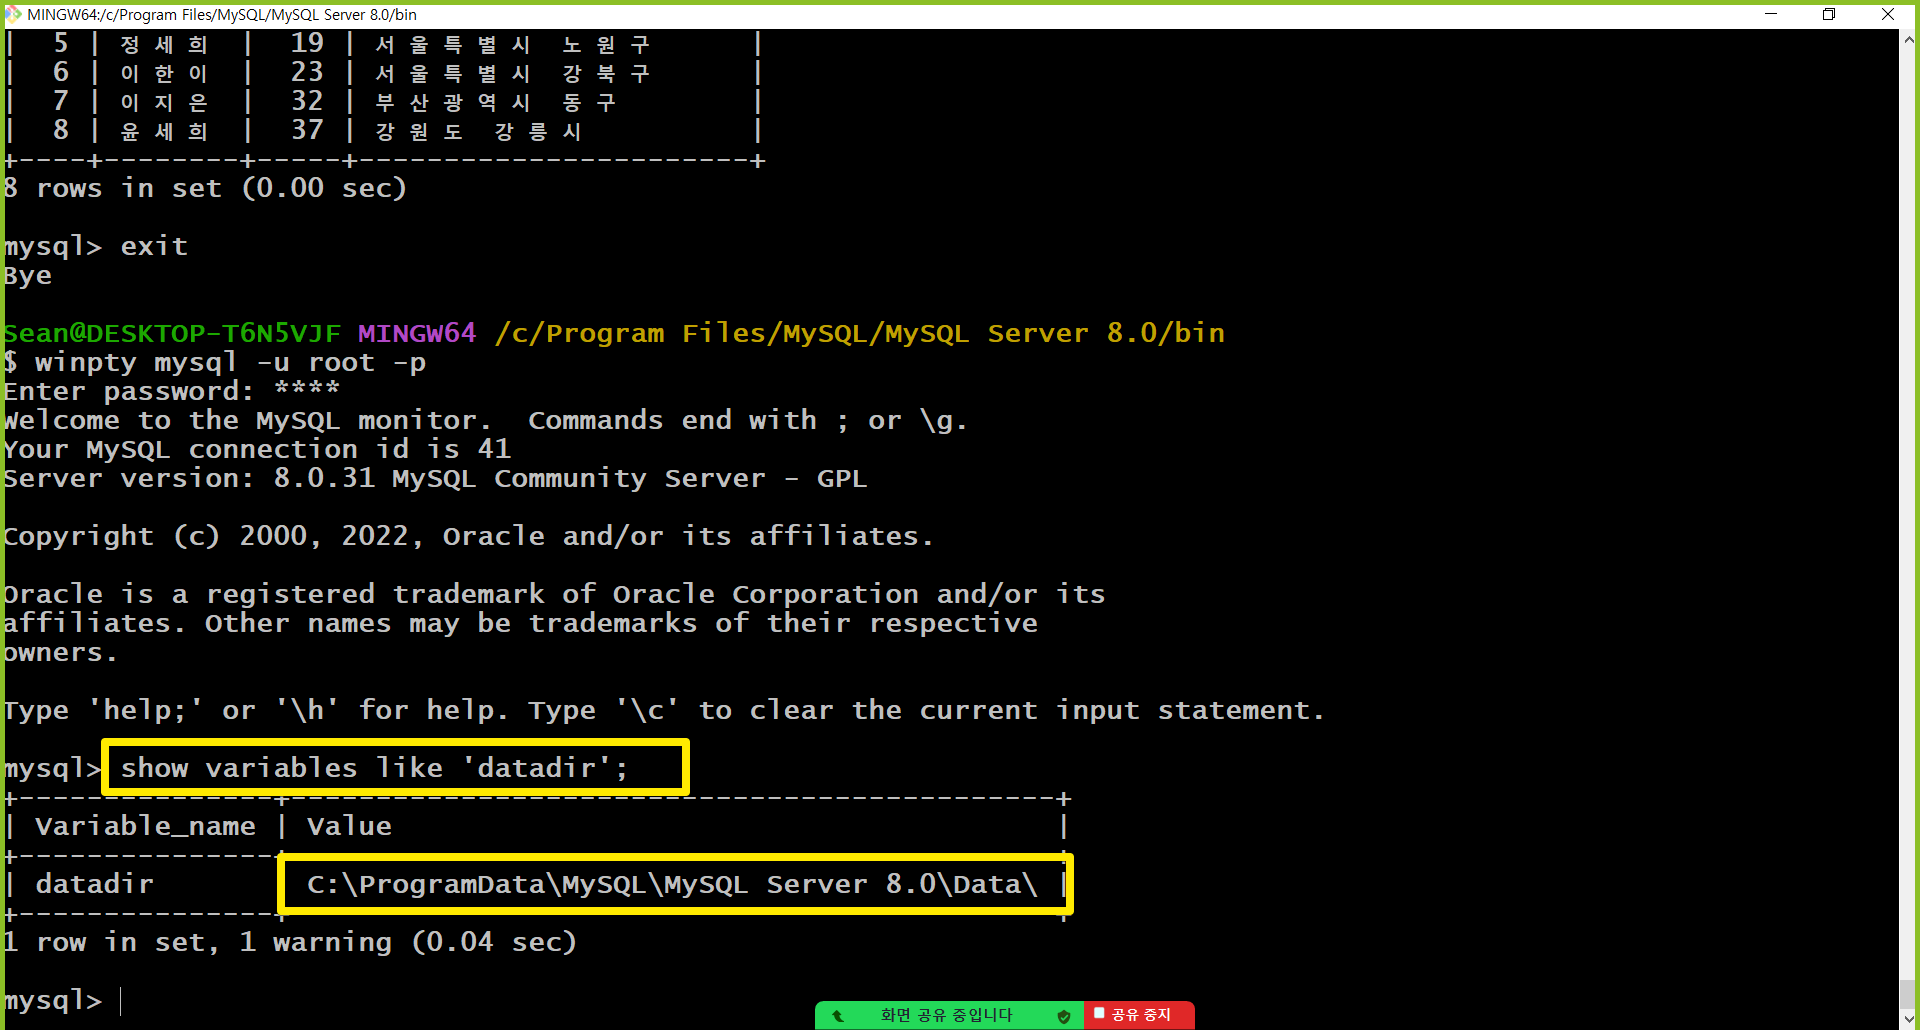 MINGW64:/c/Program Files/MySQL/MySQL Server 8.0/bin
|  5 | 정세희 |  19 | 서울특별시 노원구      |
|  6 | 이한이 |  23 | 서울특별시 강북구      |
|  7 | 이지은 |  32 | 부산광역시 동구        |
|  8 | 윤세희 |  37 | 강원도 강릉시          |
+----+--------+-----+-----------------------+
8 rows in set (0.00 sec)
mysql> exit
Bye
Sean@DESKTOP-T6N5VJF MINGW64 /c/Program Files/MySQL/MySQL Server 8.0/bin
$ winpty mysql -u root -p
Enter password: ****
Welcome to the MySQL monitor.  Commands end with ; or \g.
Your MySQL connection id is 41
Server version: 8.0.31 MySQL Community Server - GPL
Copyright (c) 2000, 2022, Oracle and/or its affiliates.
Oracle is a registered trademark of Oracle Corporation and/or its
affiliates. Other names may be trademarks of their respective
owners.
Type 'help;' or '\h' for help. Type '\c' to clear the current input statement.
mysql> show variables like 'datadir';
+---------------+---------------------------------------------+
| Variable_name | Value                                       |
+---------------+---------------------------------------------+
| datadir       | C:\ProgramData\MySQL\MySQL Server 8.0\Data\ |
+---------------+---------------------------------------------+
1 row in set, 1 warning (0.04 sec)
mysql>
화면 공유 중입니다 공유 중지